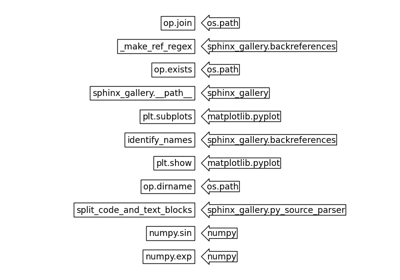 op.join os.path
_make_ref_regex sphinx_gallery.backreferences
op.exists os.path
sphinx_gallery.__path__ sphinx_gallery
plt.subplots matplotlib.pyplot
identify_names sphinx_gallery.backreferences
plt.show matplotlib.pyplot
op.dirname os.path
split_code_and_text_blocks sphinx_gallery.py_source_parser
numpy.sin numpy
numpy.exp numpy